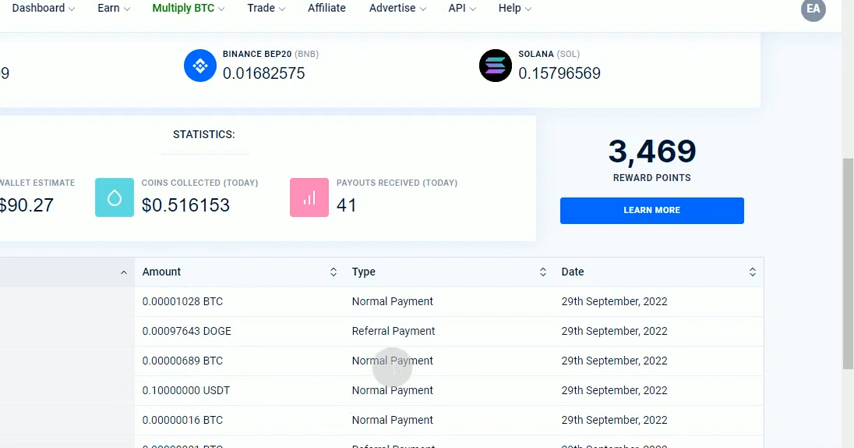 Dashboard Earn Multiply BTC Trade Affiliate Advertise API Help EA
BINANCE BEP20 (BNB) SOLANA (SOL)
9 0.01682575 0.15796569
STATISTICS:
3,469
REWARD POINTS
WALLET ESTIMATE COINS COLLECTED (TODAY) PAYOUTS RECEIVED (TODAY)
$90.27 $0.516153 41
LEARN MORE
Amount Type Date
0.00001028 BTC Normal Payment 29th September, 2022
0.00097643 DOGE Referral Payment 29th September, 2022
0.00000689 BTC Normal Payment 29th September, 2022
0.10000000 USDT Normal Payment 29th September, 2022
0.00000016 BTC Normal Payment 29th September, 2022